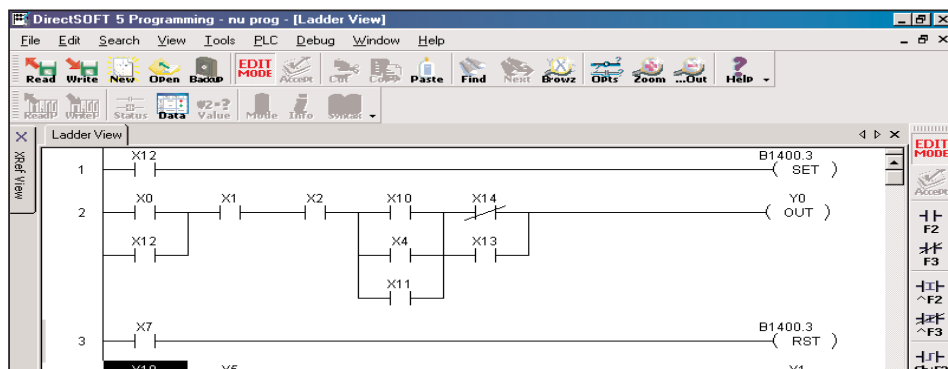 DirectSOFT 5 Programming - nu prog - [Ladder View]
File Edit Search View Tools PLC Debug Window Help
Read Write New Open Backup EDIT MODE Accept Cut Copy Paste Find Next Browz Opts Zoom ...Out Help
ReadP WriteP Status Data Value Mode Info Syntax
XRef View
Ladder View
EDIT MODE
Accept
X12 B1400.3
1 SET
X0 X1 X2 X10 X14 Y0
2 OUT
X12 X4 X13
X11
X7 B1400.3
3 RST
F2
F3
^F2
^F3